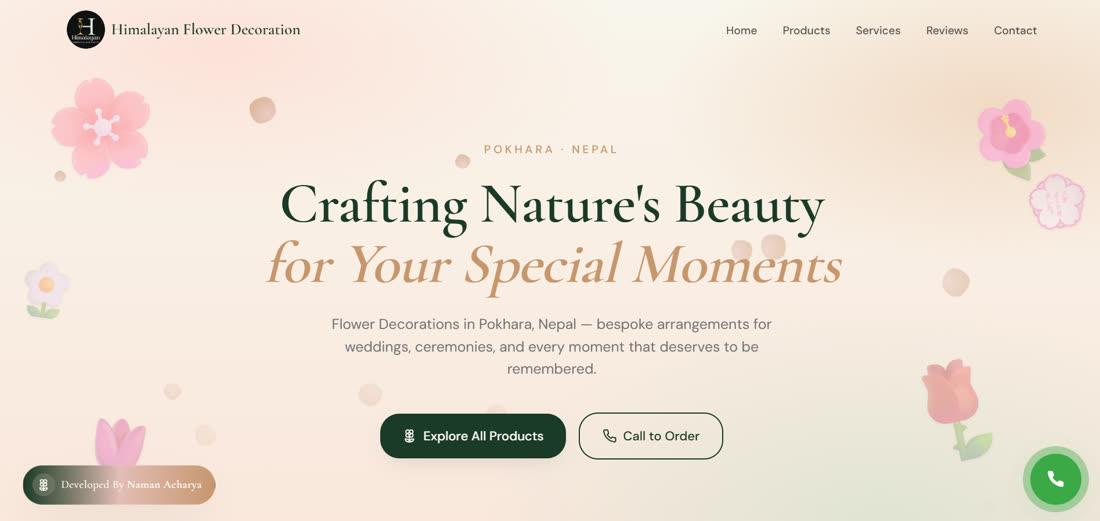 H
Himalayan
Himalayan Flower Decoration
Home Products Services Reviews Contact
POKHARA · NEPAL
Crafting Nature's Beauty
for Your Special Moments
Flower Decorations in Pokhara, Nepal — bespoke arrangements for
weddings, ceremonies, and every moment that deserves to be
remembered.
Explore All Products
Call to Order
Developed By Naman Acharya